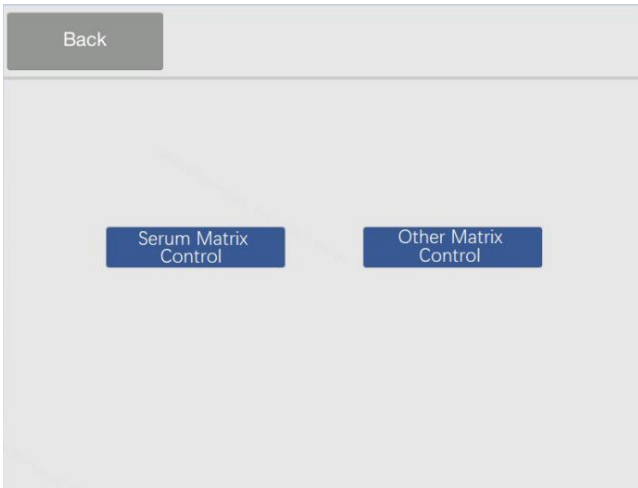 Back
Serum Matrix
Control
Other Matrix
Control